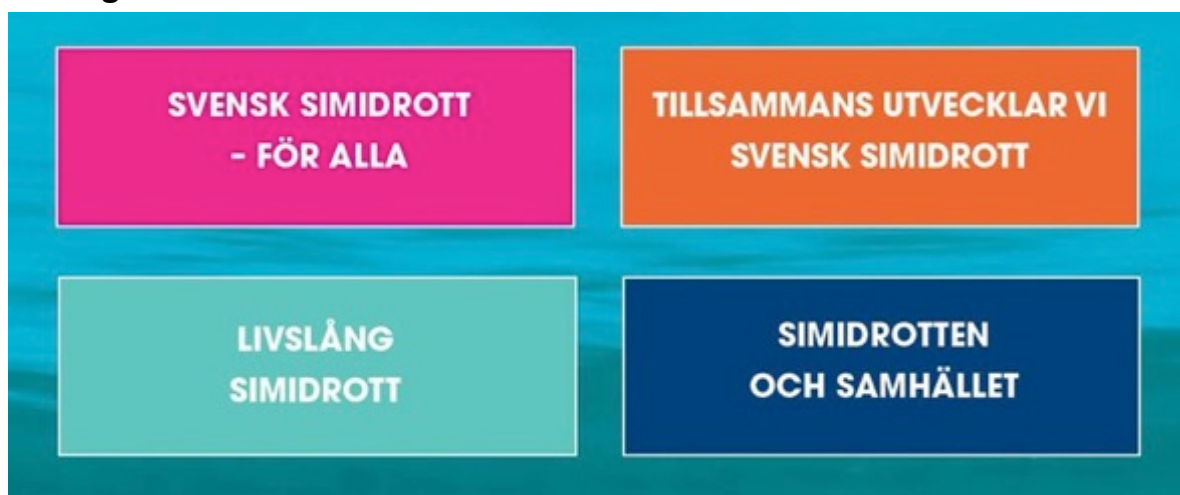 SVENSK SIMIDROTT
– FÖR ALLA
TILLSAMMANS UTVECKLAR VI
SVENSK SIMIDROTT
LIVSLÅNG
SIMIDROTT
SIMIDROTTEN
OCH SAMHÄLLET